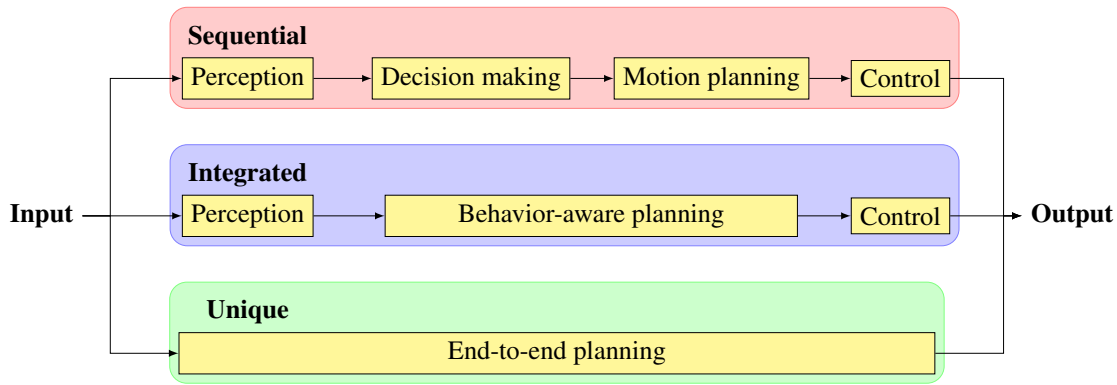 Sequential
Perception Decision making Motion planning Control
Integrated
Input Perception Behavior-aware planning Control Output
Unique
End-to-end planning